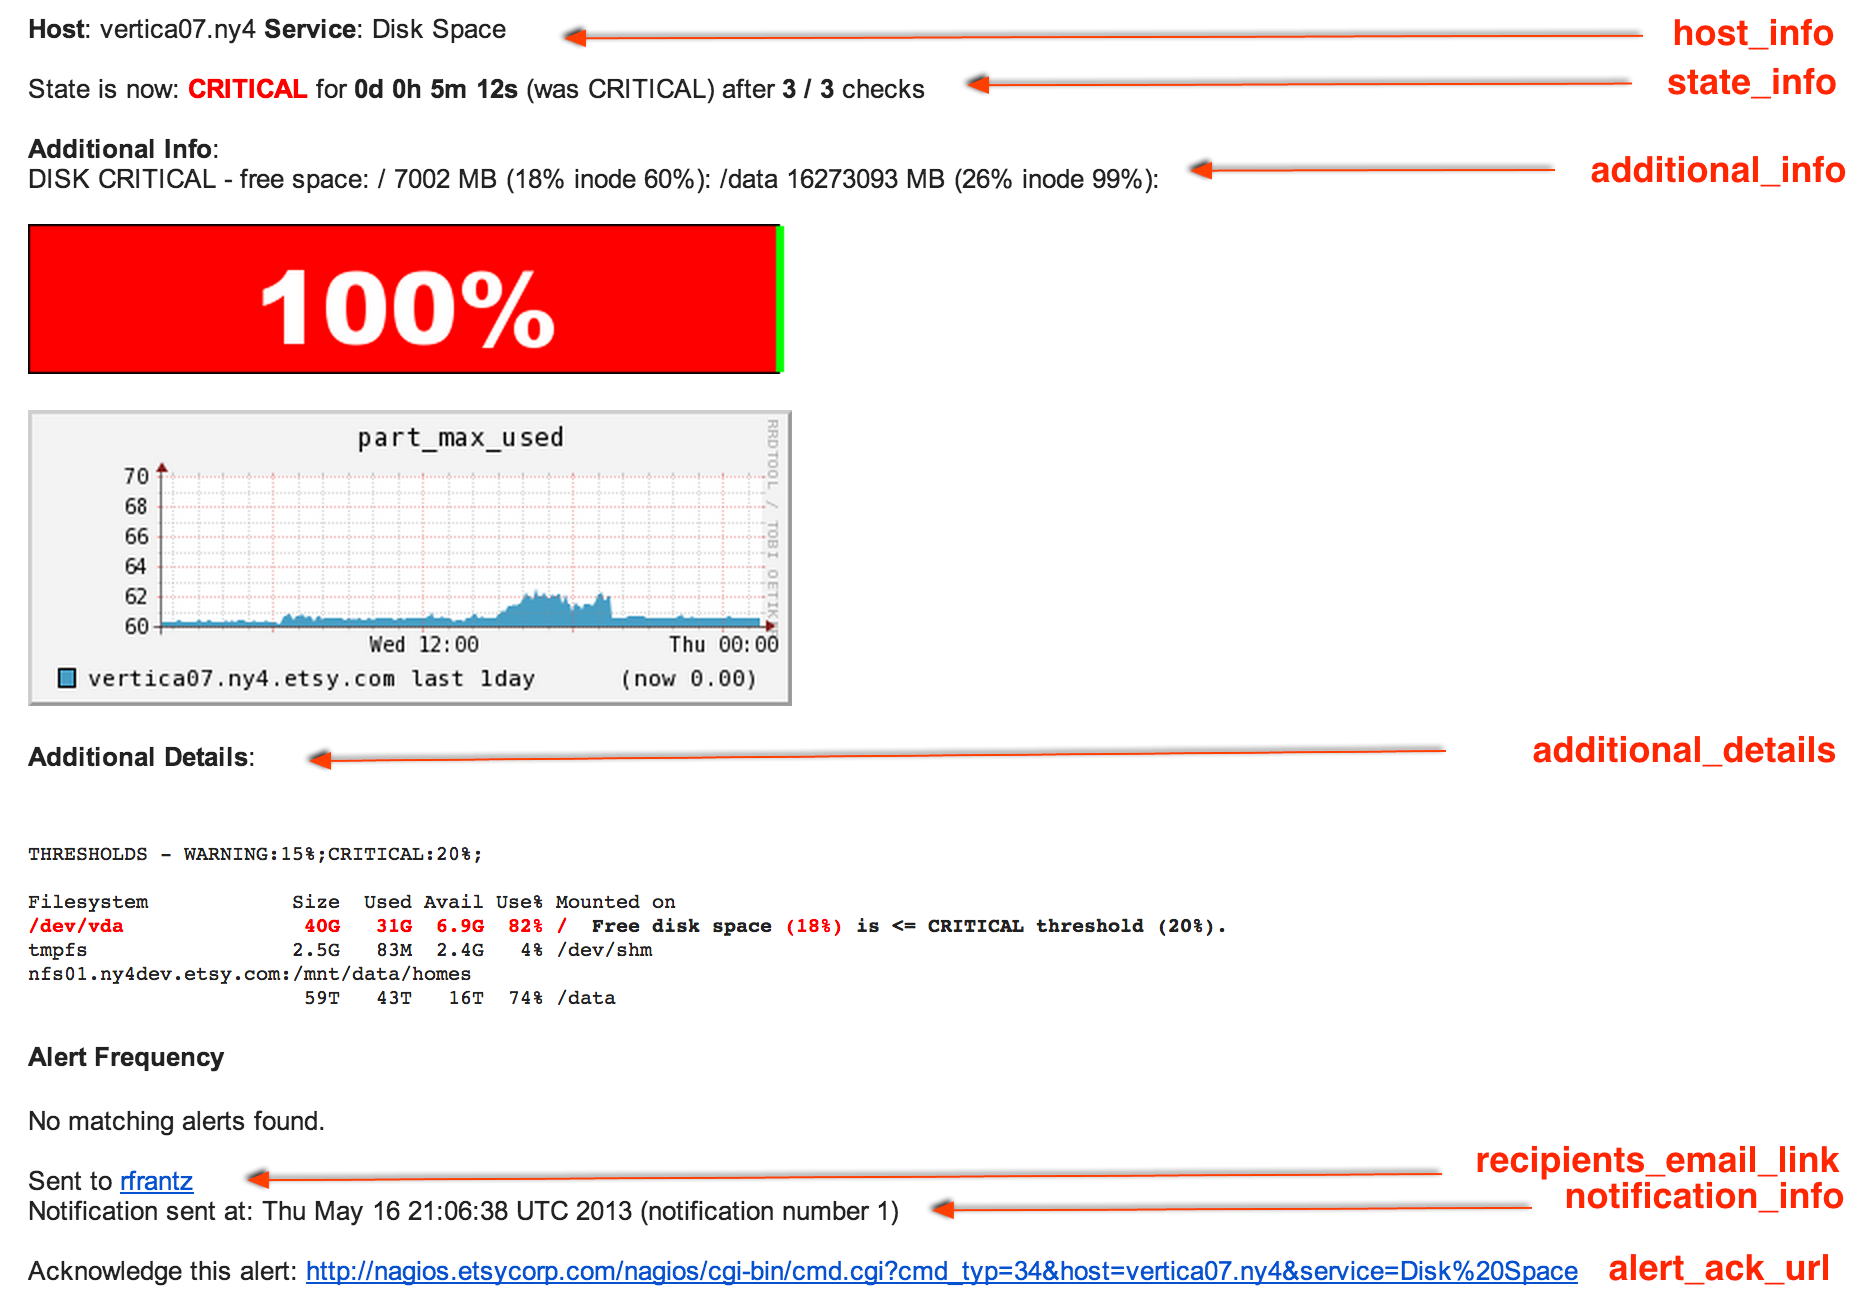 Host: vertica07.ny4 Service: Disk Space host_info
State is now: CRITICAL for 0d 0h 5m 12s (was CRITICAL) after 3 / 3 checks state_info
Additional Info:
DISK CRITICAL - free space: / 7002 MB (18% inode 60%): /data 16273093 MB (26% inode 99%): additional_info
100%
part_max_used
70
68
66
64
62
60
Wed 12:00 Thu 00:00
vertica07.ny4.etsy.com last 1day (now 0.00)
RRDTOOL / TOBI
Additional Details: additional_details
THRESHOLDS - WARNING:15%;CRITICAL:20%;
Filesystem Size Used Avail Use% Mounted on
/dev/vda 40G 31G 6.9G 82% / Free disk space (18%) is <= CRITICAL threshold (20%).
tmpfs 2.5G 83M 2.4G 4% /dev/shm
nfs01.ny4dev.etsy.com:/mnt/data/homes
59T 43T 16T 74% /data
Alert Frequency
No matching alerts found.
Sent to rfrantz recipients_email_link
Notification sent at: Thu May 16 21:06:38 UTC 2013 (notification number 1) notification_info
Acknowledge this alert: http://nagios.etsycorp.com/nagios/cgi-bin/cmd.cgi?cmd_typ=34&host=vertica07.ny4&service=Disk%20Space alert_ack_url